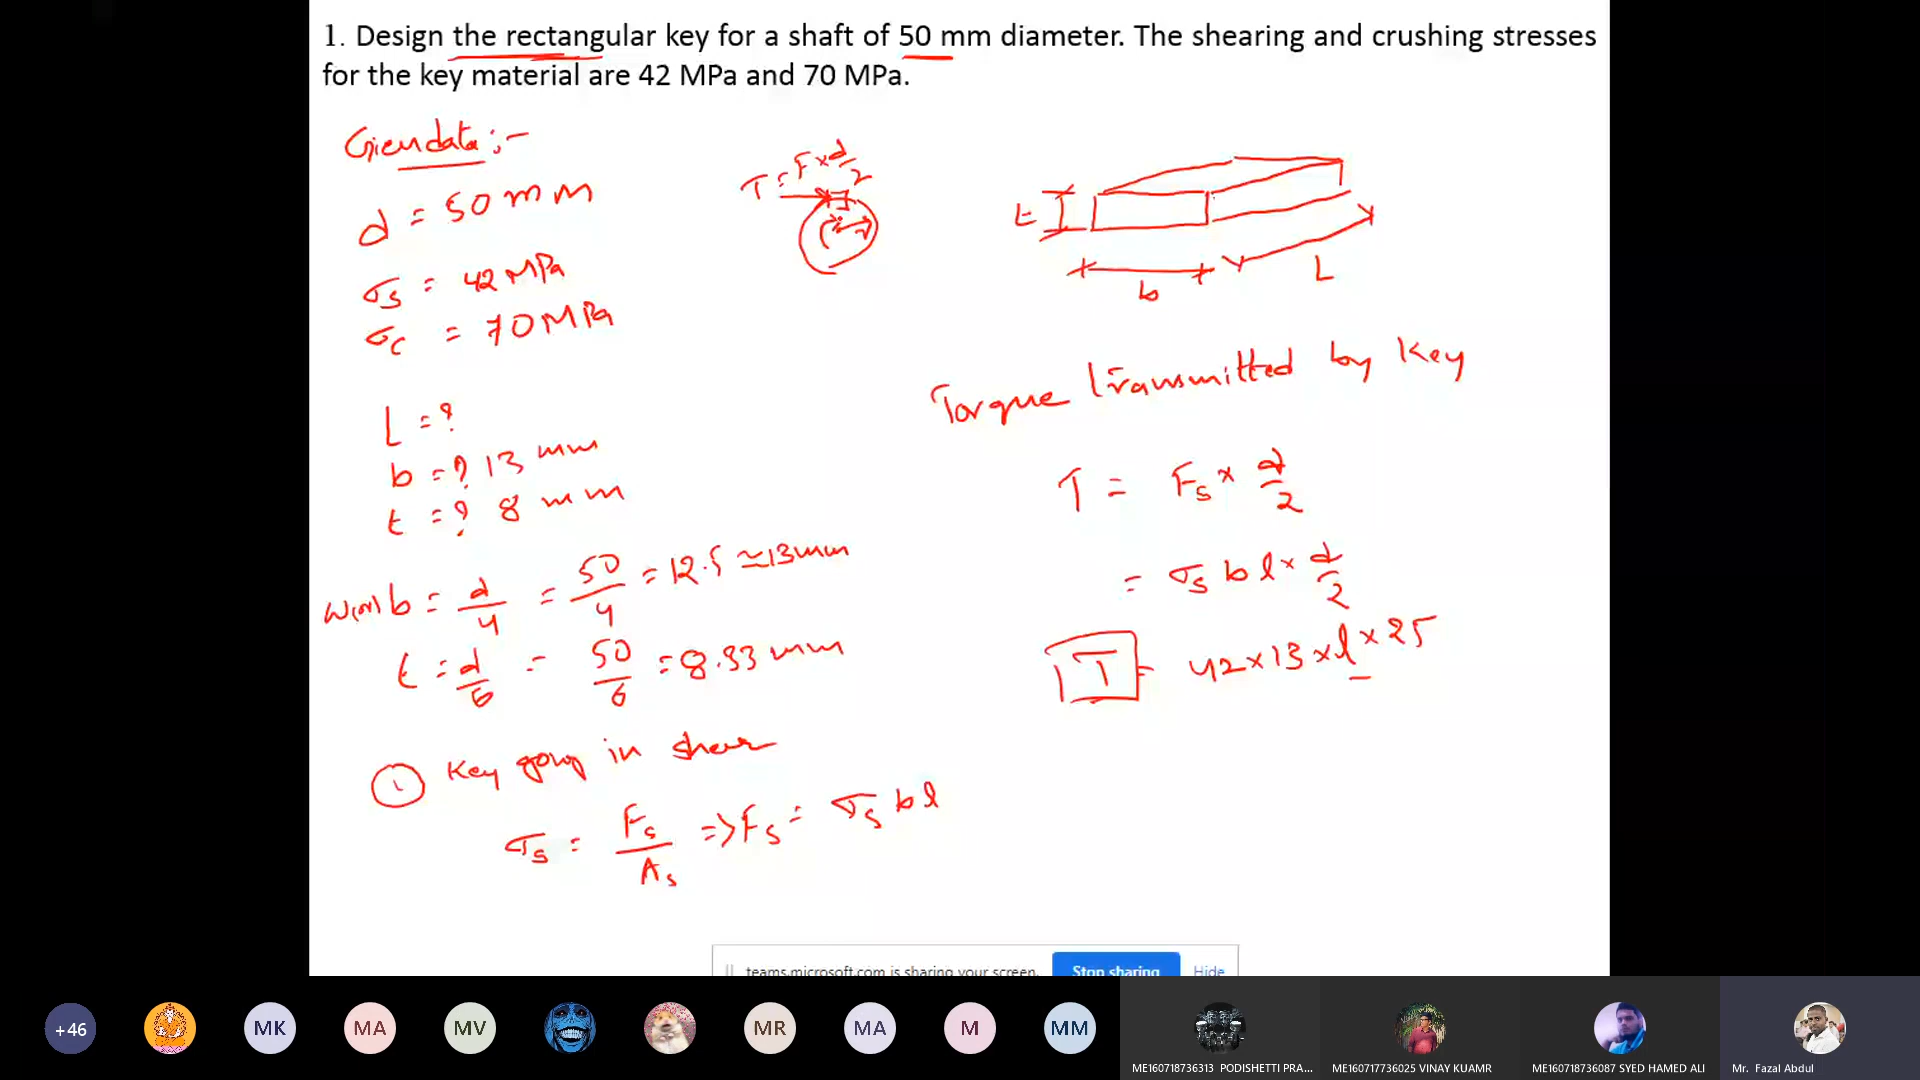 1. Design the rectangular key for a shaft of 50 mm diameter. The shearing and crushing stresses
for the key material are 42 MPa and 70 MPa.
Given data :-
d = 50 mm
σs = 42 MPa
σc = 70 MPa
L = ?
b = ? 13 mm
t = ? 8 mm
w(or) b = d/4 = 50/4 = 12.5 ≃ 13 mm
t = d/6 = 50/6 = 8.33 mm
① Key going in shear
σs = Fs/As => Fs = σs b l
T = F × d/2
t
b
L
Torque transmitted by Key
T = Fs × d/2
= σs b l × d/2
T = 42 × 13 × l × 25
teams.microsoft.com is sharing your screen.
Stop sharing
Hide
+46
MK
MA
MV
MR
MA
M
MM
ME160718736313 PODISHETTI PRA...
ME160717736025 VINAY KUAMR
ME160718736087 SYED HAMED ALI
Mr. Fazal Abdul